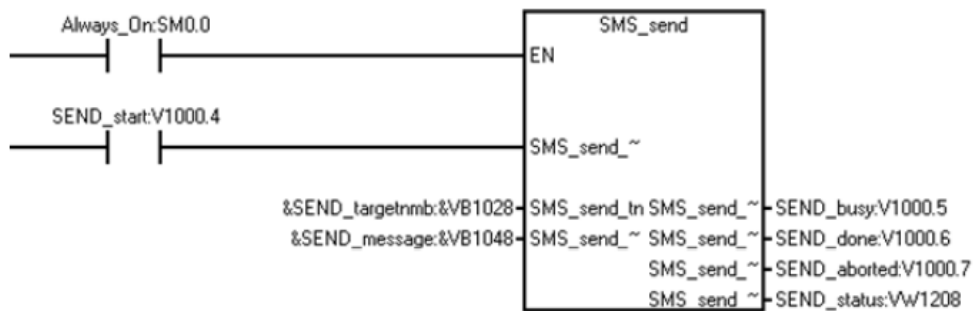 Always_On:SM0.0
SMS_send
EN
SEND_start:V1000.4
SMS_send_~
&SEND_targetnmb:&VB1028 SMS_send_tn SMS_send_~ SEND_busy:V1000.5
&SEND_message:&VB1048 SMS_send_~ SMS_send_~ SEND_done:V1000.6
SMS_send_~ SEND_aborted:V1000.7
SMS_send_~ SEND_status:VW1208